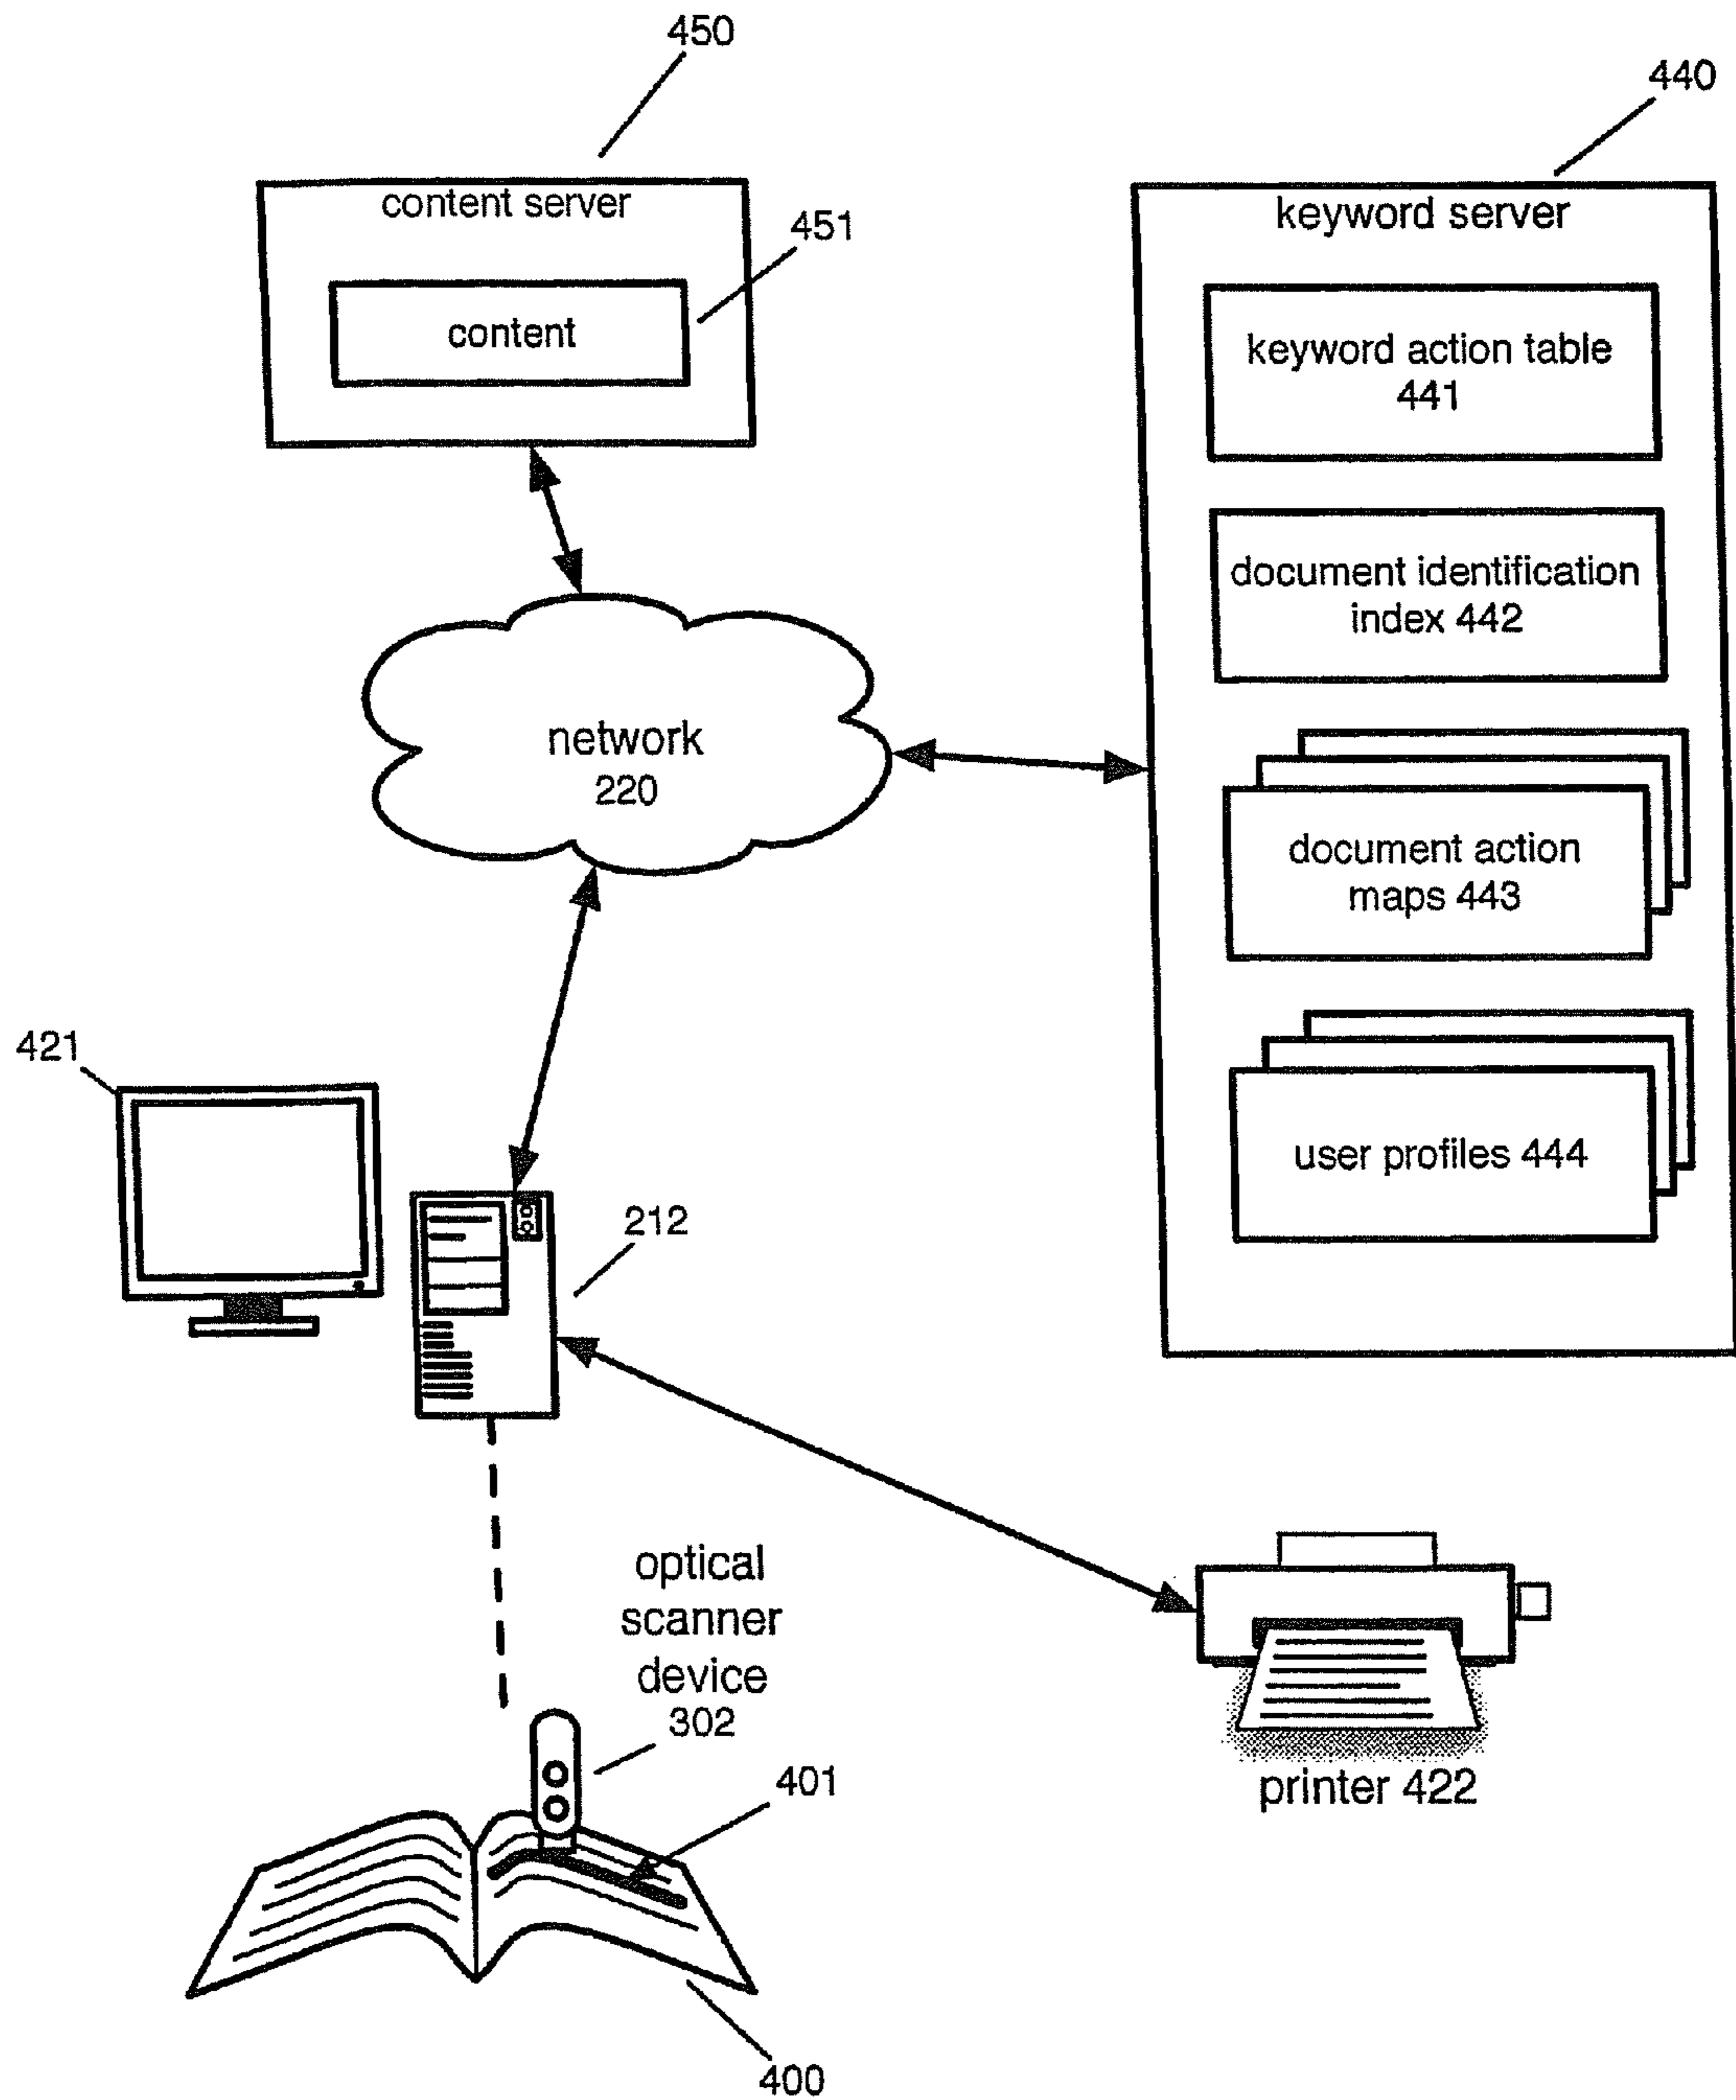 450
440
content server
451
content
keyword server
keyword action table
441
document identification
index 442
document action
maps 443
user profiles 444
network
220
421
212
optical
scanner
device
302
401
printer 422
400